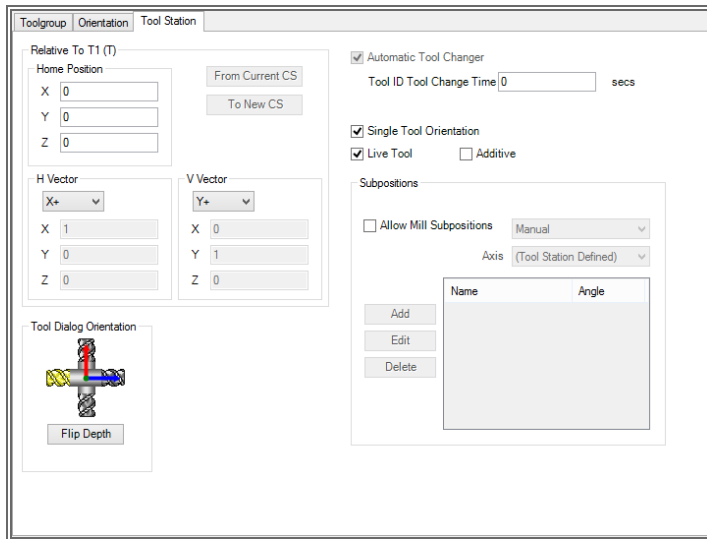 Toolgroup Orientation Tool Station
Relative To T1 (T)
Home Position
X 0
Y 0
Z 0
From Current CS
To New CS
H Vector
X+
X 1
Y 0
Z 0
V Vector
Y+
X 0
Y 1
Z 0
Tool Dialog Orientation
Flip Depth
Automatic Tool Changer
Tool ID Tool Change Time 0 secs
Single Tool Orientation
Live Tool Additive
Subpositions
Allow Mill Subpositions Manual
Axis (Tool Station Defined)
Name Angle
Add
Edit
Delete